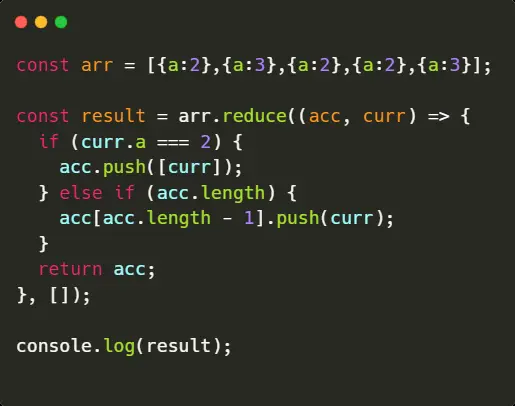 const arr = [{a:2},{a:3},{a:2},{a:2},{a:3}];

const result = arr.reduce((acc, curr) => {
  if (curr.a === 2) {
    acc.push([curr]);
  } else if (acc.length) {
    acc[acc.length - 1].push(curr);
  }
  return acc;
}, []);

console.log(result);